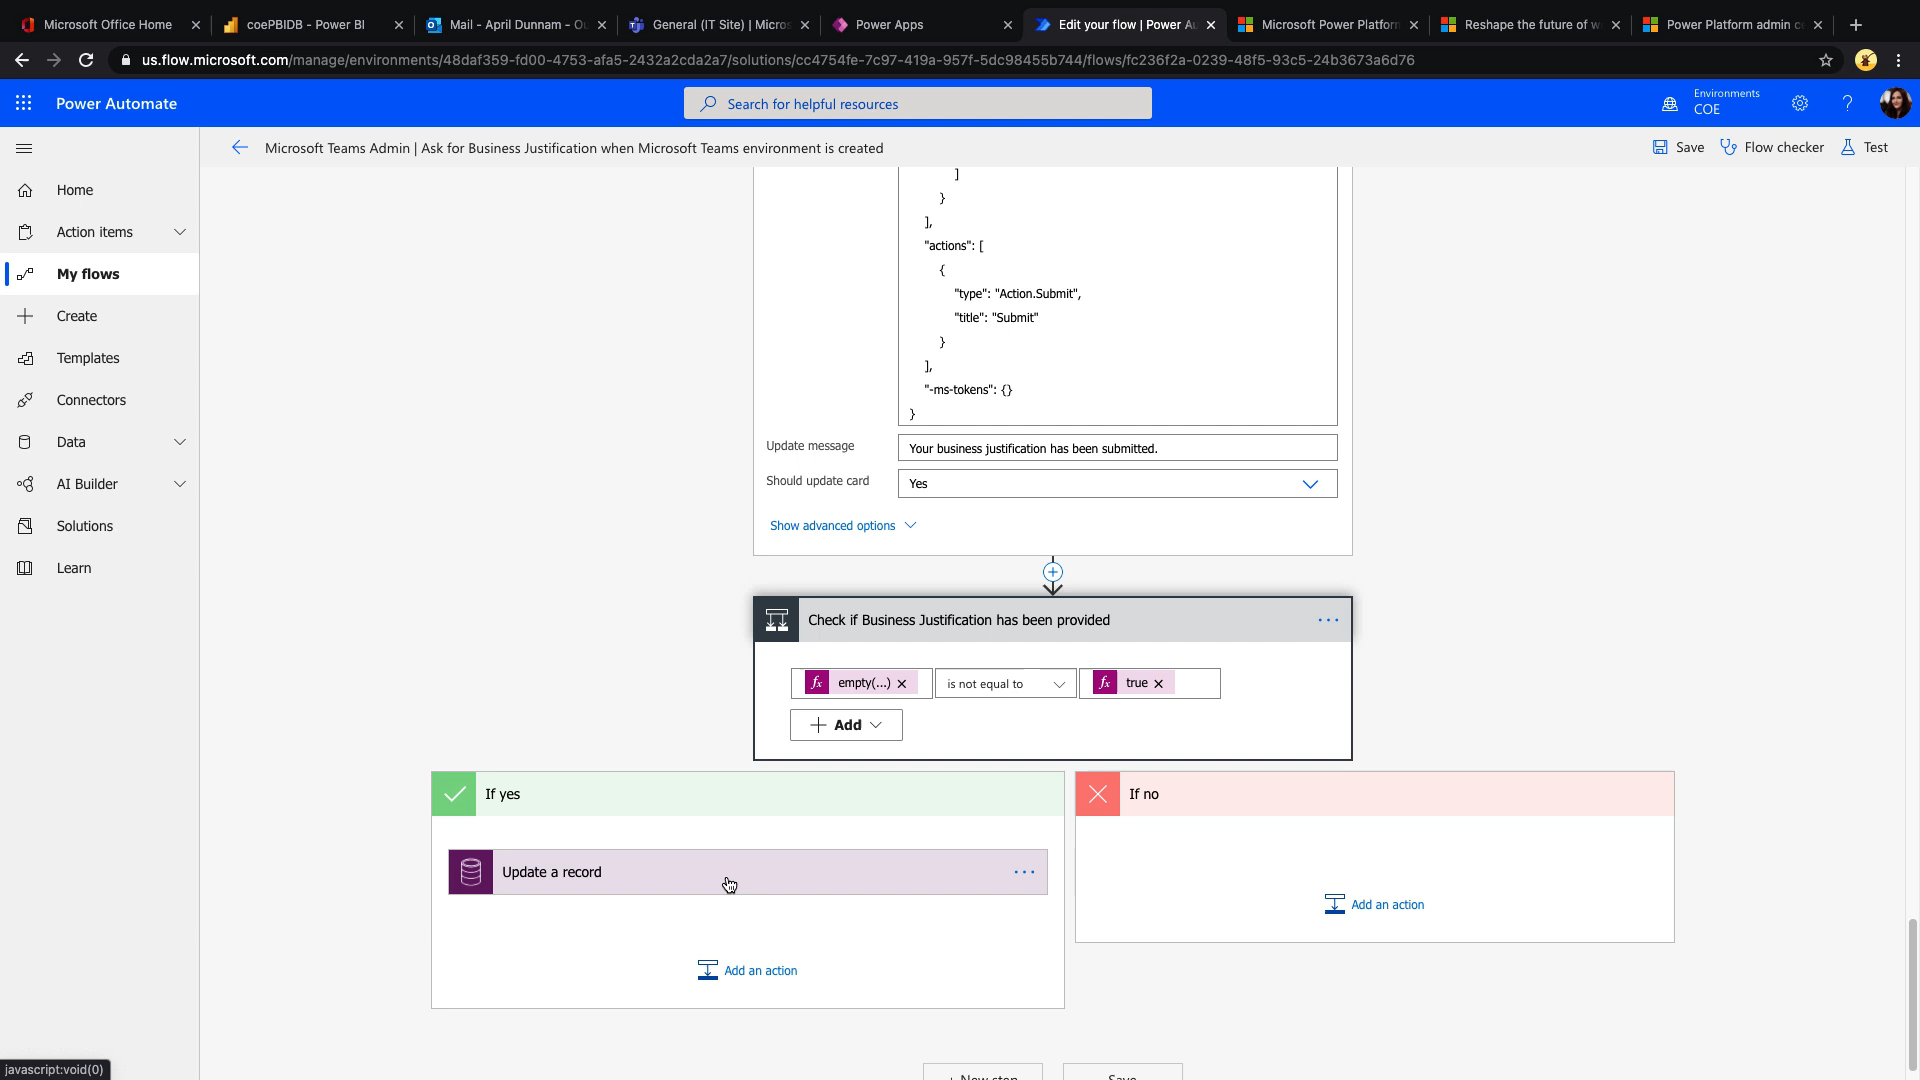 Microsoft Office Home
coePBIDB - Power BI
Mail - April Dunnam - Ou
General (IT Site) | Micros
Power Apps
Edit your flow | Power Au
Microsoft Power Platform
Reshape the future of w
Power Platform admin ce
us.flow.microsoft.com/manage/environments/48daf359-fd00-4753-afa5-2432a2cda2a7/solutions/cc4754fe-7c97-419a-957f-5dc98455b744/flows/fc236f2a-0239-48f5-93c5-24b3673a6d76
Power Automate
Search for helpful resources
Environments
COE
?
Microsoft Teams Admin | Ask for Business Justification when Microsoft Teams environment is created
Save
Flow checker
Test
Home
Action items
My flows
Create
Templates
Connectors
Data
AI Builder
Solutions
Learn
]
}
],
"actions": [
{
"type": "Action.Submit",
"title": "Submit"
}
],
"-ms-tokens": {}
}
Update message
Your business justification has been submitted.
Should update card
Yes
Show advanced options
Check if Business Justification has been provided
fx empty(...)
is not equal to
fx true
Add
If yes
If no
Update a record
Add an action
Add an action
+ New step
Save
javascript:void(0)